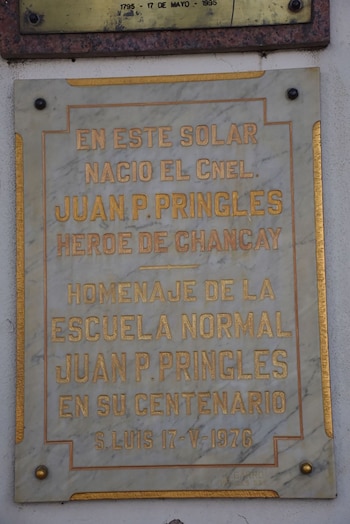 1795 - 17 DE MAYO - 1995
EN ESTE SOLAR
NACIO EL CNEL.
JUAN P. PRINGLES
HEROE DE CHANCAY
HOMENAJE DE LA
ESCUELA NORMAL
JUAN P. PRINGLES
EN SU CENTENARIO
S. LUIS 17-V-1978